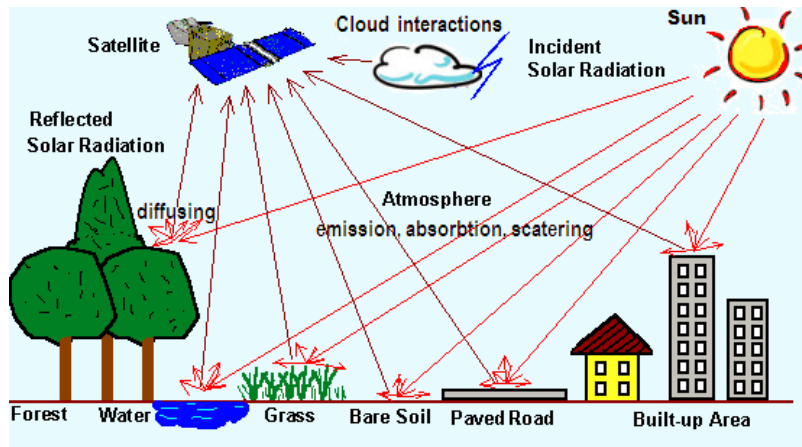 Cloud interactions
Sun
Satellite
Incident
Solar Radiation
Reflected
Solar Radiation
diffusing
Atmosphere
emission, absorbtion, scatering
Forest
Water
Grass
Bare Soil
Paved Road
Built-up Area